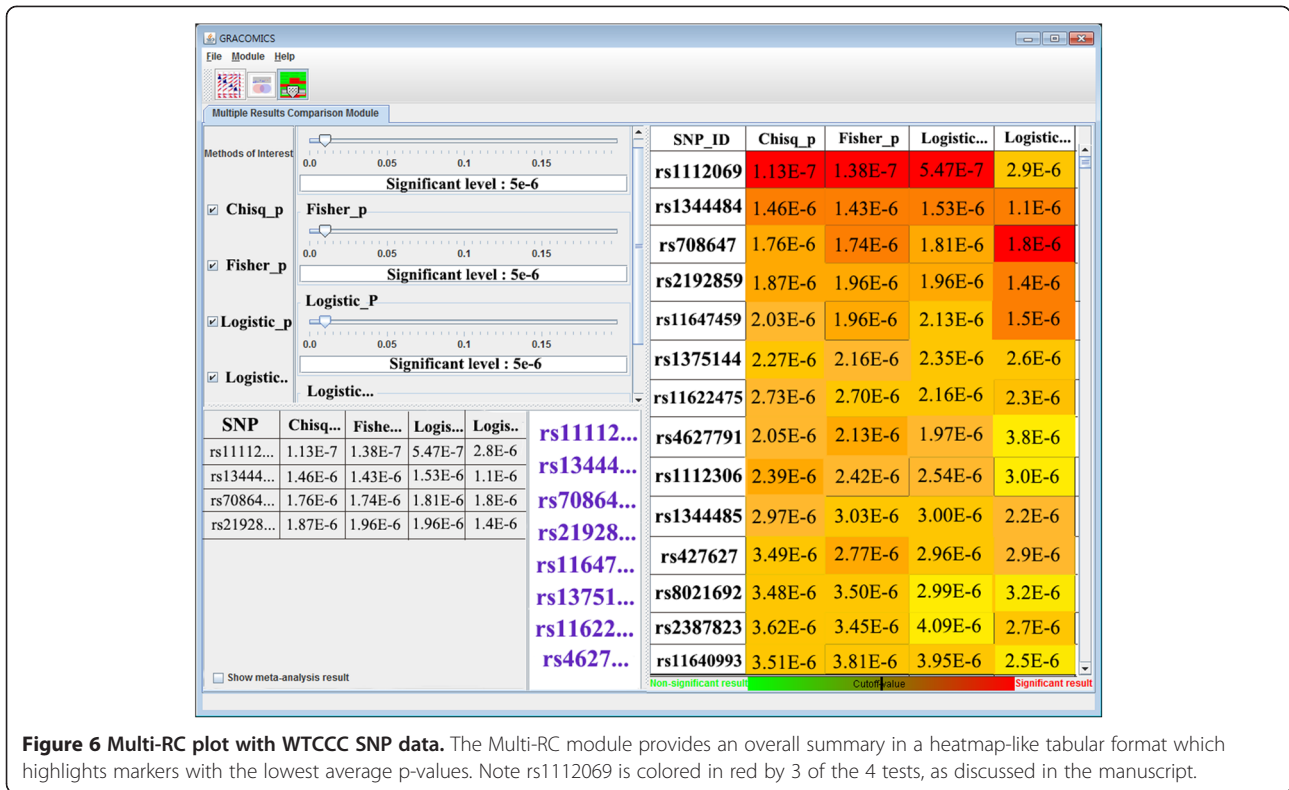 GRACOMICS
File Module Help
Multiple Results Comparison Module
Methods of Interest
Chisq_p
Fisher_p
Logistic_p
Logistic..
0.0 0.05 0.1 0.15
Significant level : 5e-6
Fisher_p
0.0 0.05 0.1 0.15
Significant level : 5e-6
Logistic_P
0.0 0.05 0.1 0.15
Significant level : 5e-6
Logistic...
SNP Chisq... Fishe... Logis... Logis..
rs11112... 1.13E-7 1.38E-7 5.47E-7 2.8E-6
rs13444... 1.46E-6 1.43E-6 1.53E-6 1.1E-6
rs70864... 1.76E-6 1.74E-6 1.81E-6 1.8E-6
rs21928... 1.87E-6 1.96E-6 1.96E-6 1.4E-6
Show meta-analysis result
rs11112...
rs13444...
rs70864...
rs21928...
rs11647...
rs13751...
rs11622...
rs4627...
SNP_ID Chisq_p Fisher_p Logistic... Logistic...
rs1112069 1.13E-7 1.38E-7 5.47E-7 2.9E-6
rs1344484 1.46E-6 1.43E-6 1.53E-6 1.1E-6
rs708647 1.76E-6 1.74E-6 1.81E-6 1.8E-6
rs2192859 1.87E-6 1.96E-6 1.96E-6 1.4E-6
rs11647459 2.03E-6 1.96E-6 2.13E-6 1.5E-6
rs1375144 2.27E-6 2.16E-6 2.35E-6 2.6E-6
rs11622475 2.73E-6 2.70E-6 2.16E-6 2.3E-6
rs4627791 2.05E-6 2.13E-6 1.97E-6 3.8E-6
rs1112306 2.39E-6 2.42E-6 2.54E-6 3.0E-6
rs1344485 2.97E-6 3.03E-6 3.00E-6 2.2E-6
rs427627 3.49E-6 2.77E-6 2.96E-6 2.9E-6
rs8021692 3.48E-6 3.50E-6 2.99E-6 3.2E-6
rs2387823 3.62E-6 3.45E-6 4.09E-6 2.7E-6
rs11640993 3.51E-6 3.81E-6 3.95E-6 2.5E-6
Non-significant result Cutoff value Significant result
Figure 6 Multi-RC plot with WTCCC SNP data. The Multi-RC module provides an overall summary in a heatmap-like tabular format which
highlights markers with the lowest average p-values. Note rs1112069 is colored in red by 3 of the 4 tests, as discussed in the manuscript.